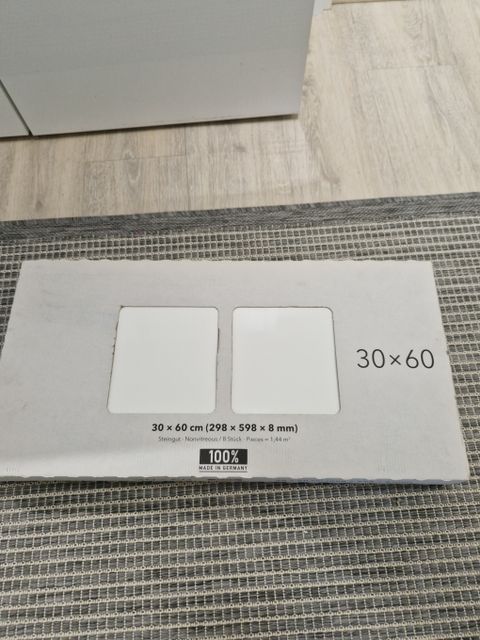 30×60
30 × 60 cm (298 × 598 × 8 mm)
Steingut · Nonvitreous / 8 Stück · Pieces = 1,44 m²
100%
MADE IN GERMANY